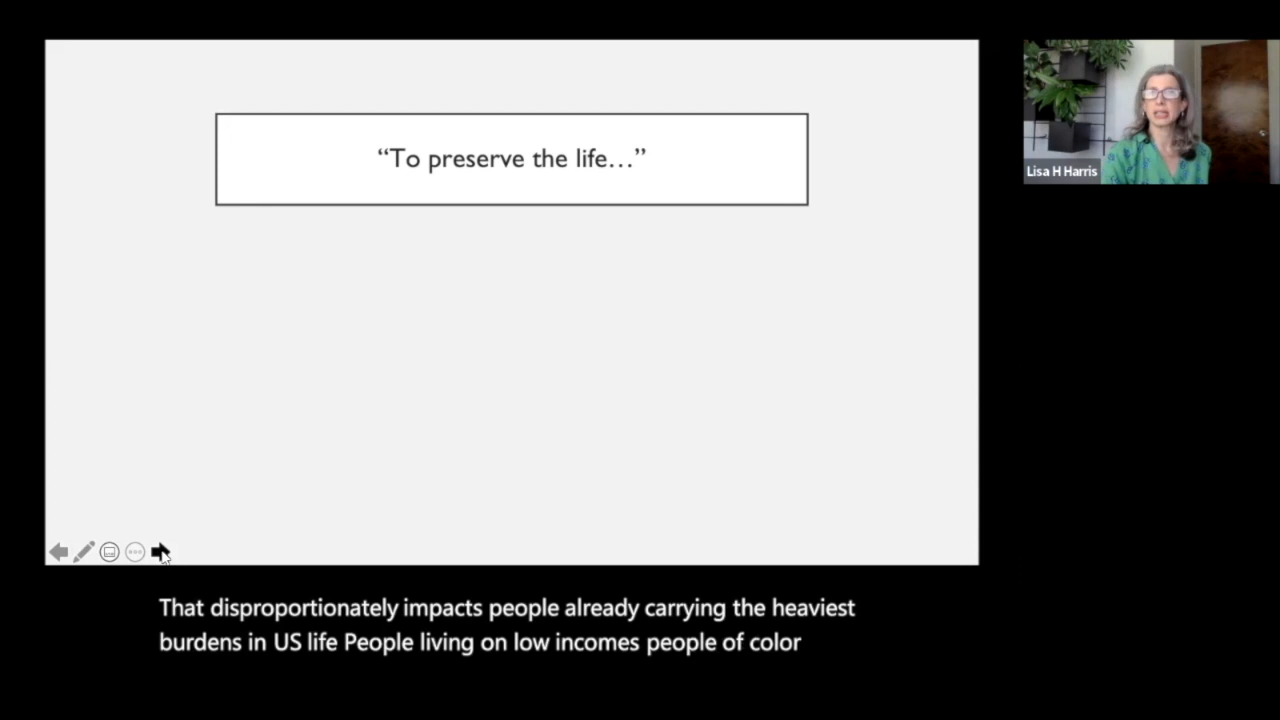 “To preserve the life…”
Lisa H Harris
That disproportionately impacts people already carrying the heaviest
burdens in US life People living on low incomes people of color